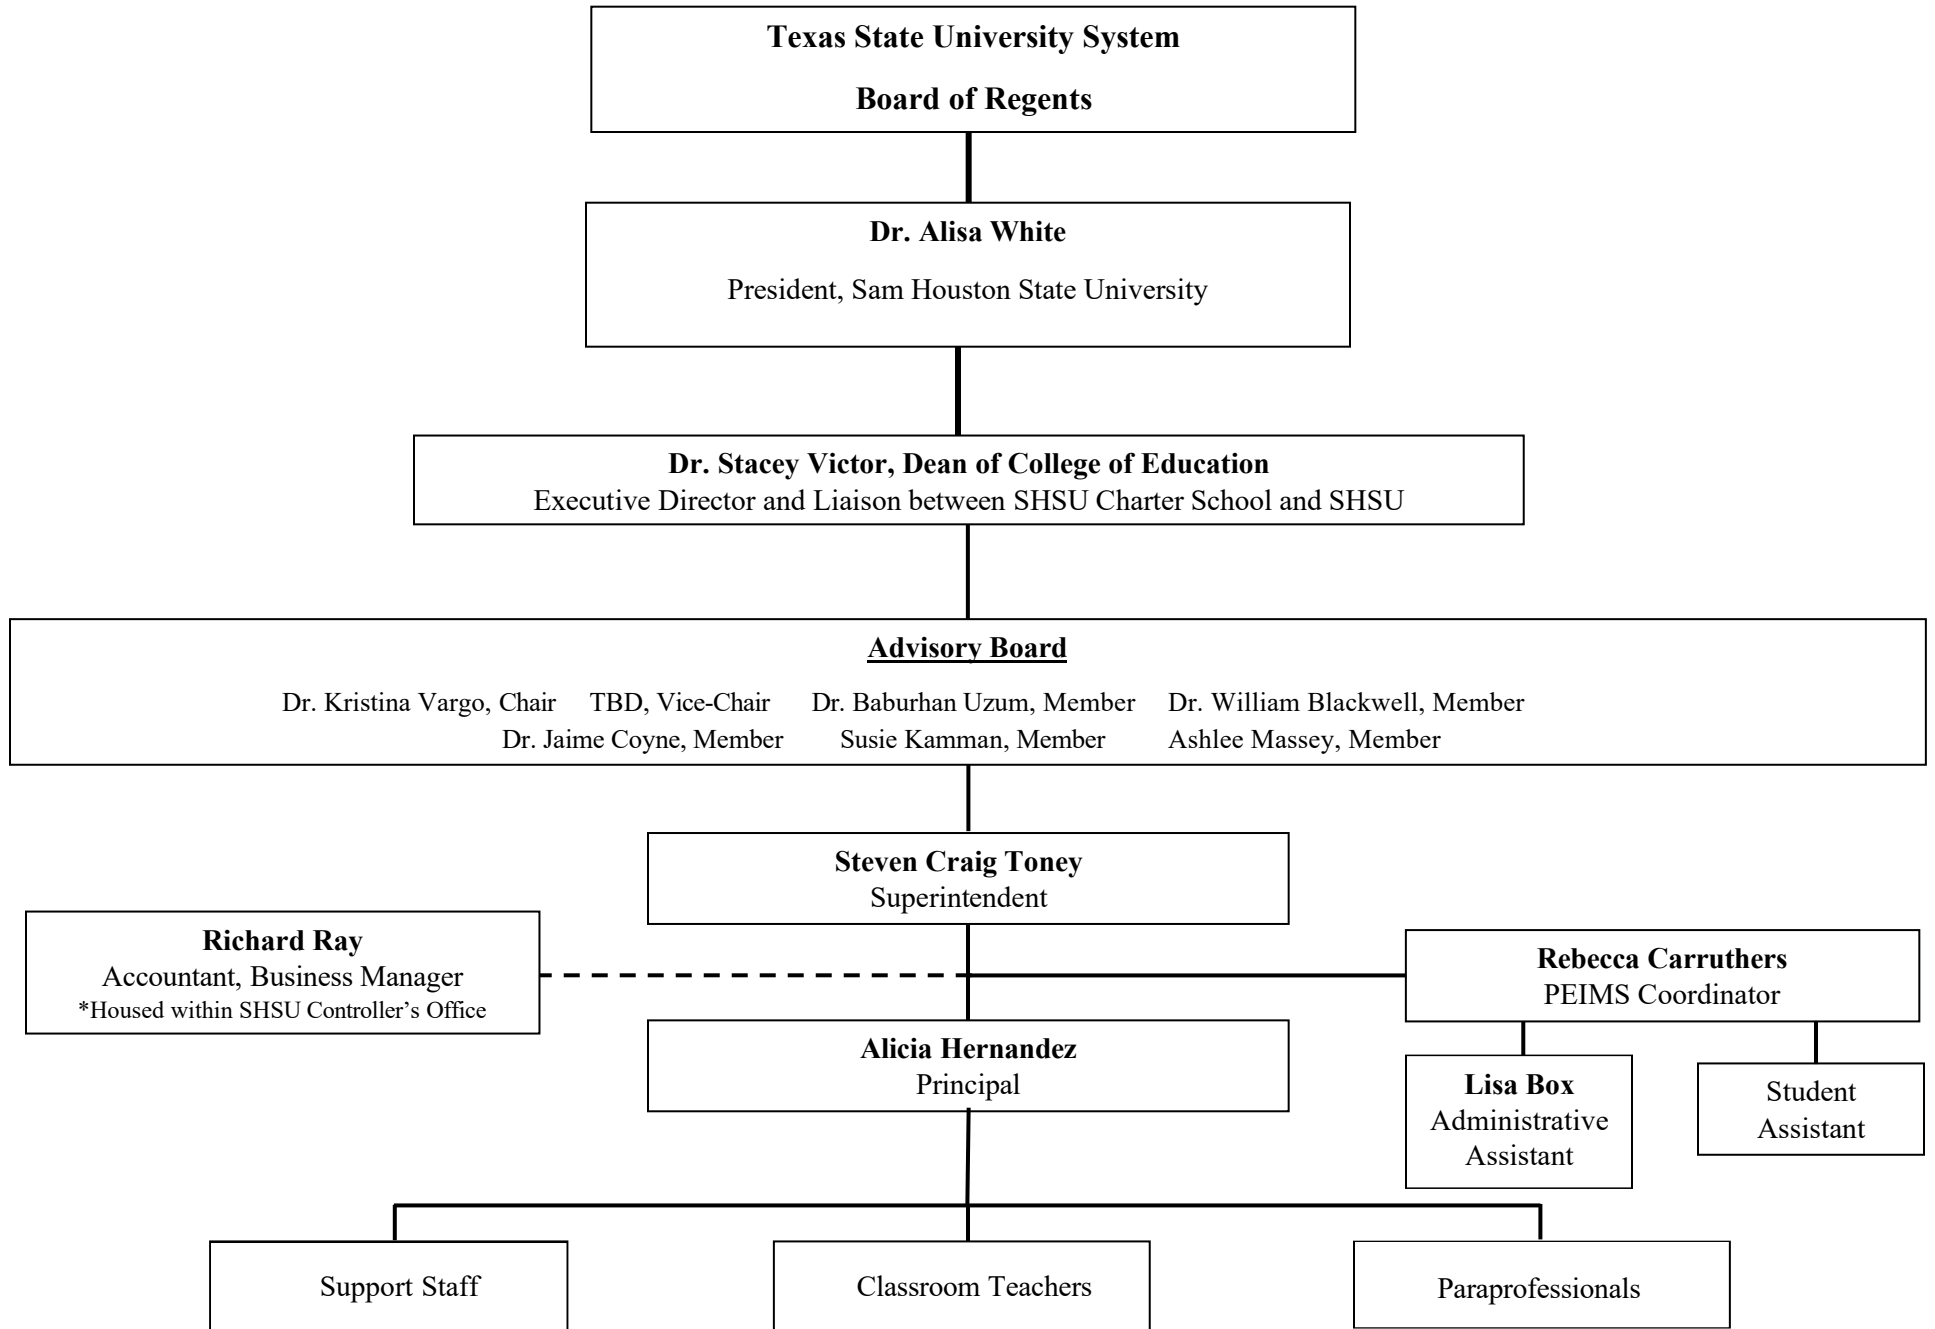 Texas State University System
Board of Regents
Dr. Alisa White
President, Sam Houston State University
Dr. Stacey Victor, Dean of College of Education
Executive Director and Liaison between SHSU Charter School and SHSU
Advisory Board
Dr. Kristina Vargo, Chair TBD, Vice-Chair Dr. Baburhan Uzum, Member Dr. William Blackwell, Member
Dr. Jaime Coyne, Member Susie Kamman, Member Ashlee Massey, Member
Steven Craig Toney
Superintendent
Richard Ray
Accountant, Business Manager
*Housed within SHSU Controller’s Office
Rebecca Carruthers
PEIMS Coordinator
Alicia Hernandez
Principal
Lisa Box
Administrative
Assistant
Student
Assistant
Support Staff
Classroom Teachers
Paraprofessionals